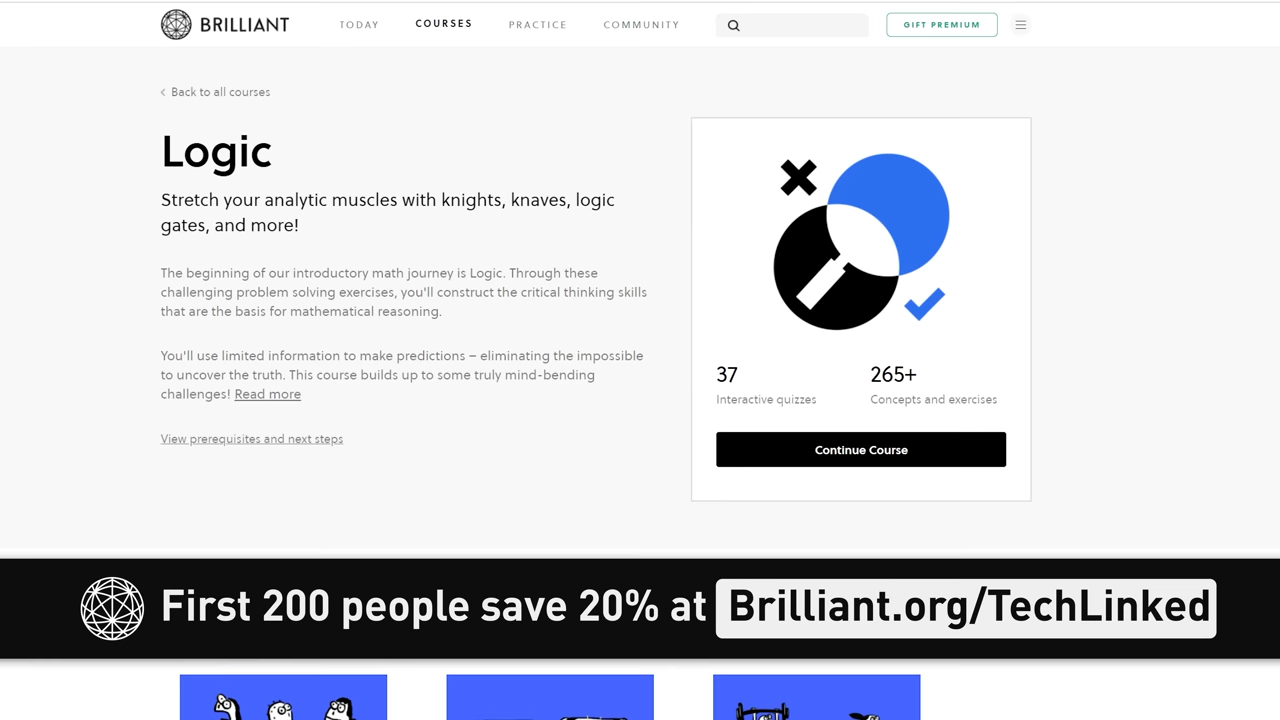 BRILLIANT
TODAY
COURSES
PRACTICE
COMMUNITY
GIFT PREMIUM
Back to all courses
Logic
Stretch your analytic muscles with knights, knaves, logic
gates, and more!
The beginning of our introductory math journey is Logic. Through these
challenging problem solving exercises, you'll construct the critical thinking skills
that are the basis for mathematical reasoning.
You'll use limited information to make predictions – eliminating the impossible
to uncover the truth. This course builds up to some truly mind-bending
challenges! Read more
View prerequisites and next steps
37
Interactive quizzes
265+
Concepts and exercises
Continue Course
First 200 people save 20% at Brilliant.org/TechLinked